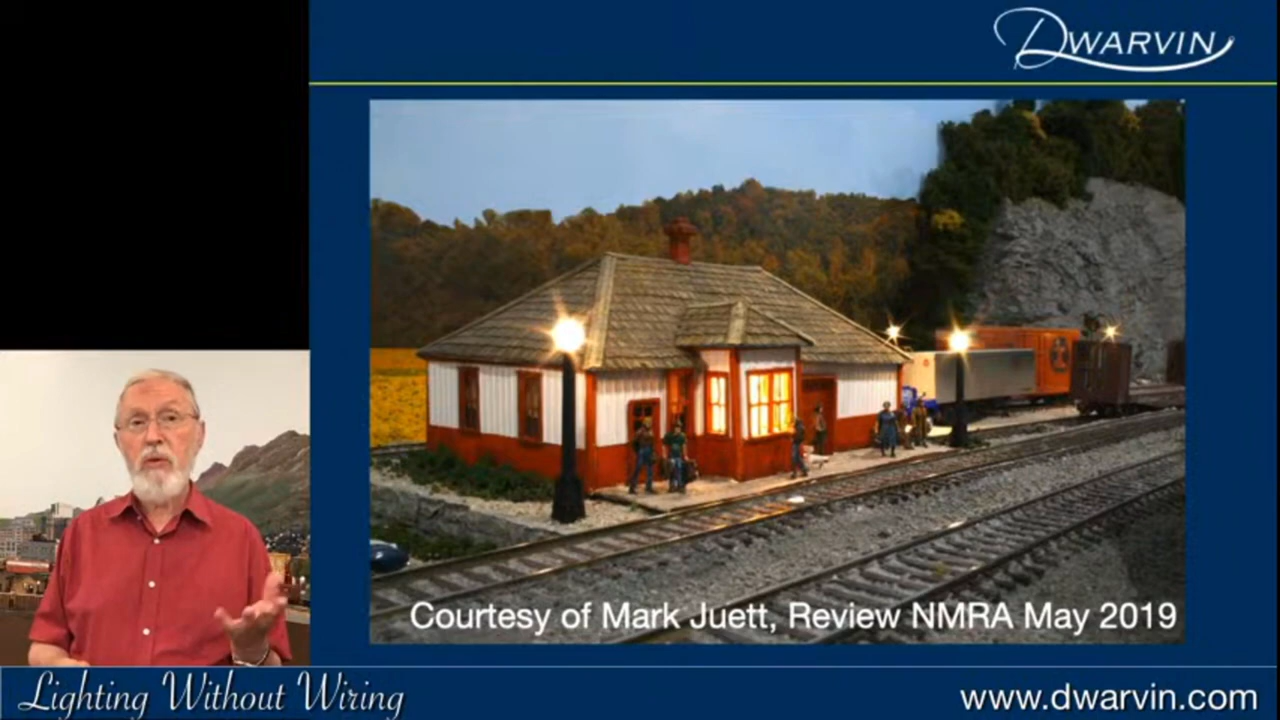 DWARVIN
Courtesy of Mark Juett, Review NMRA May 2019
Lighting Without Wiring
www.dwarvin.com